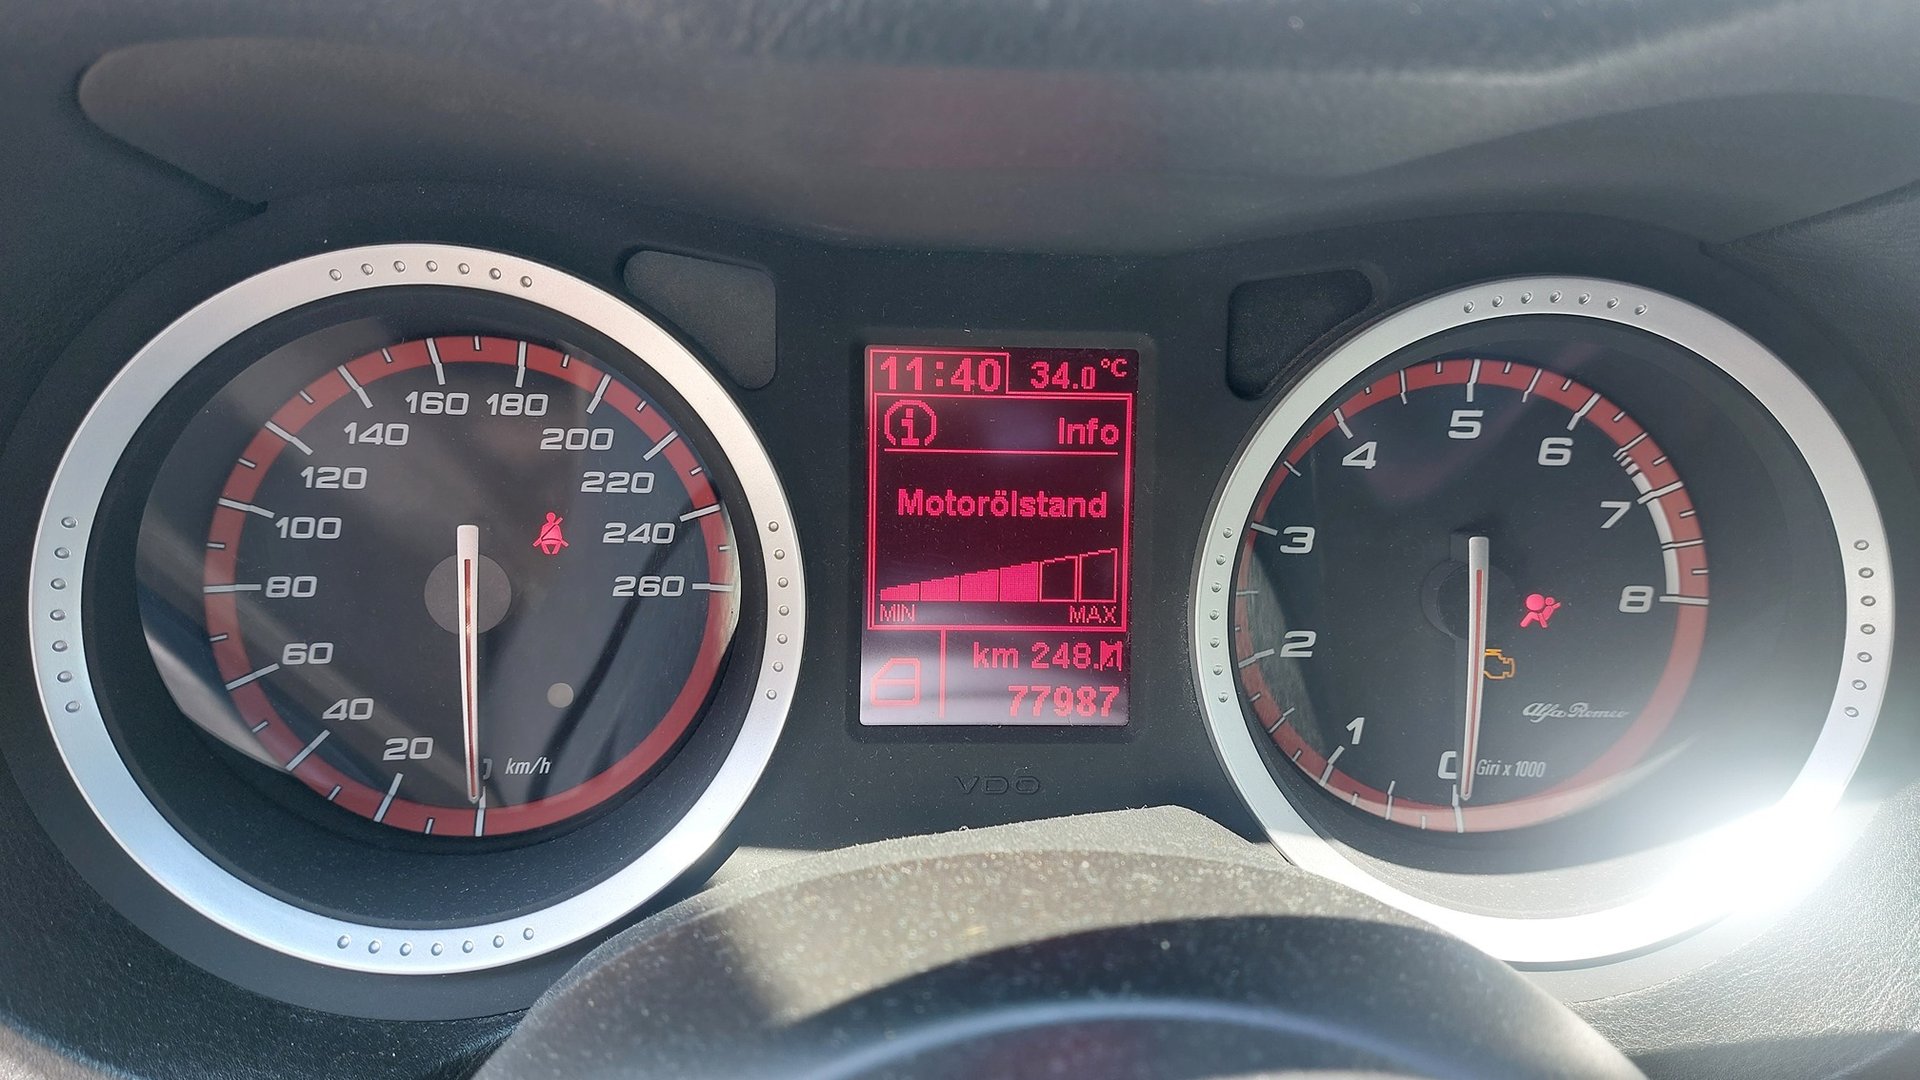 160 180
140
200
120
220
100
240
80
260
60
40
20
km/h
11:40 34.0 °C
i Info
Motorölstand
MIN MAX
km 248.
77987
VDO
5
4
6
3
7
2
8
1
0
Alfa Romeo
Giri x 1000